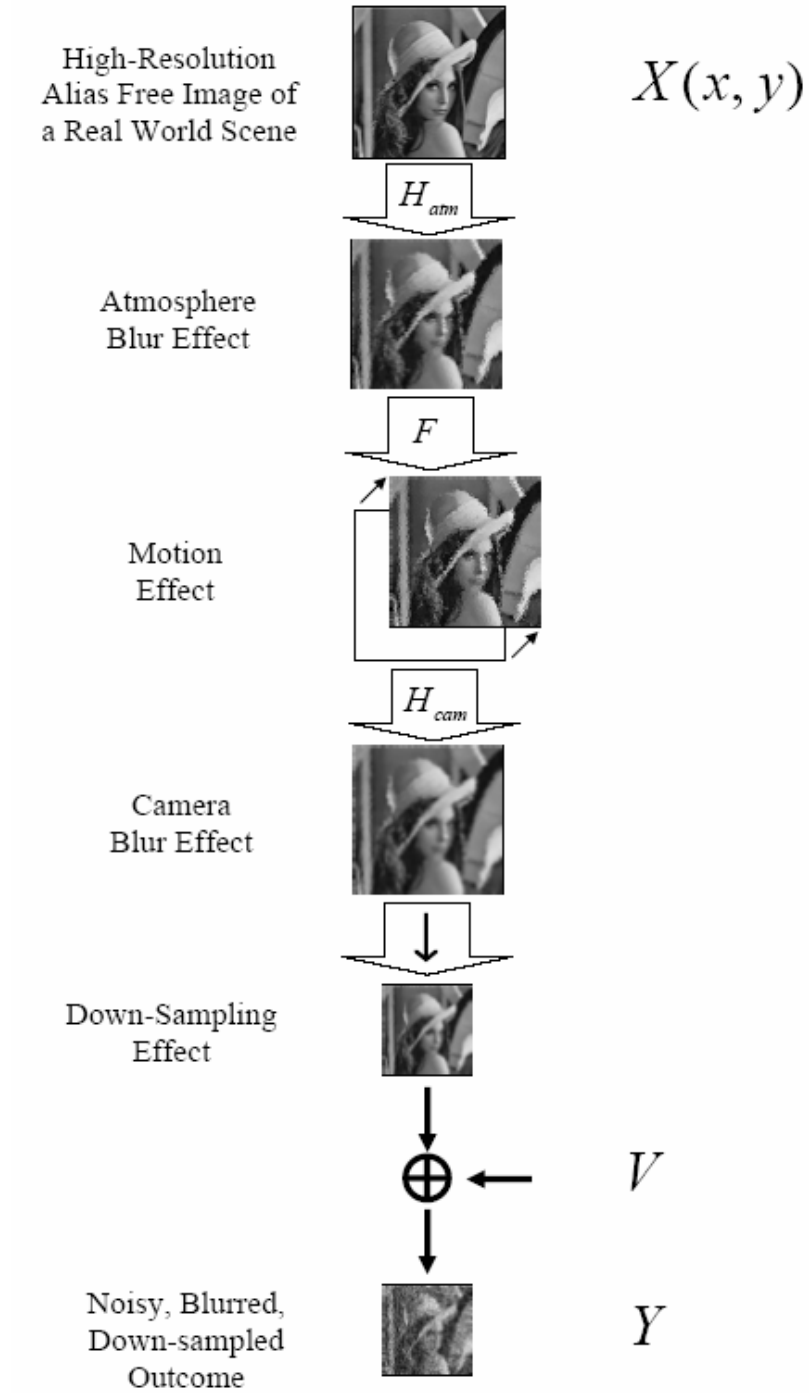 High-Resolution
Alias Free Image of
a Real World Scene
X(x, y)
H_atm
Atmosphere
Blur Effect
F
Motion
Effect
H_cam
Camera
Blur Effect
Down-Sampling
Effect
V
Noisy, Blurred,
Down-sampled
Outcome
Y